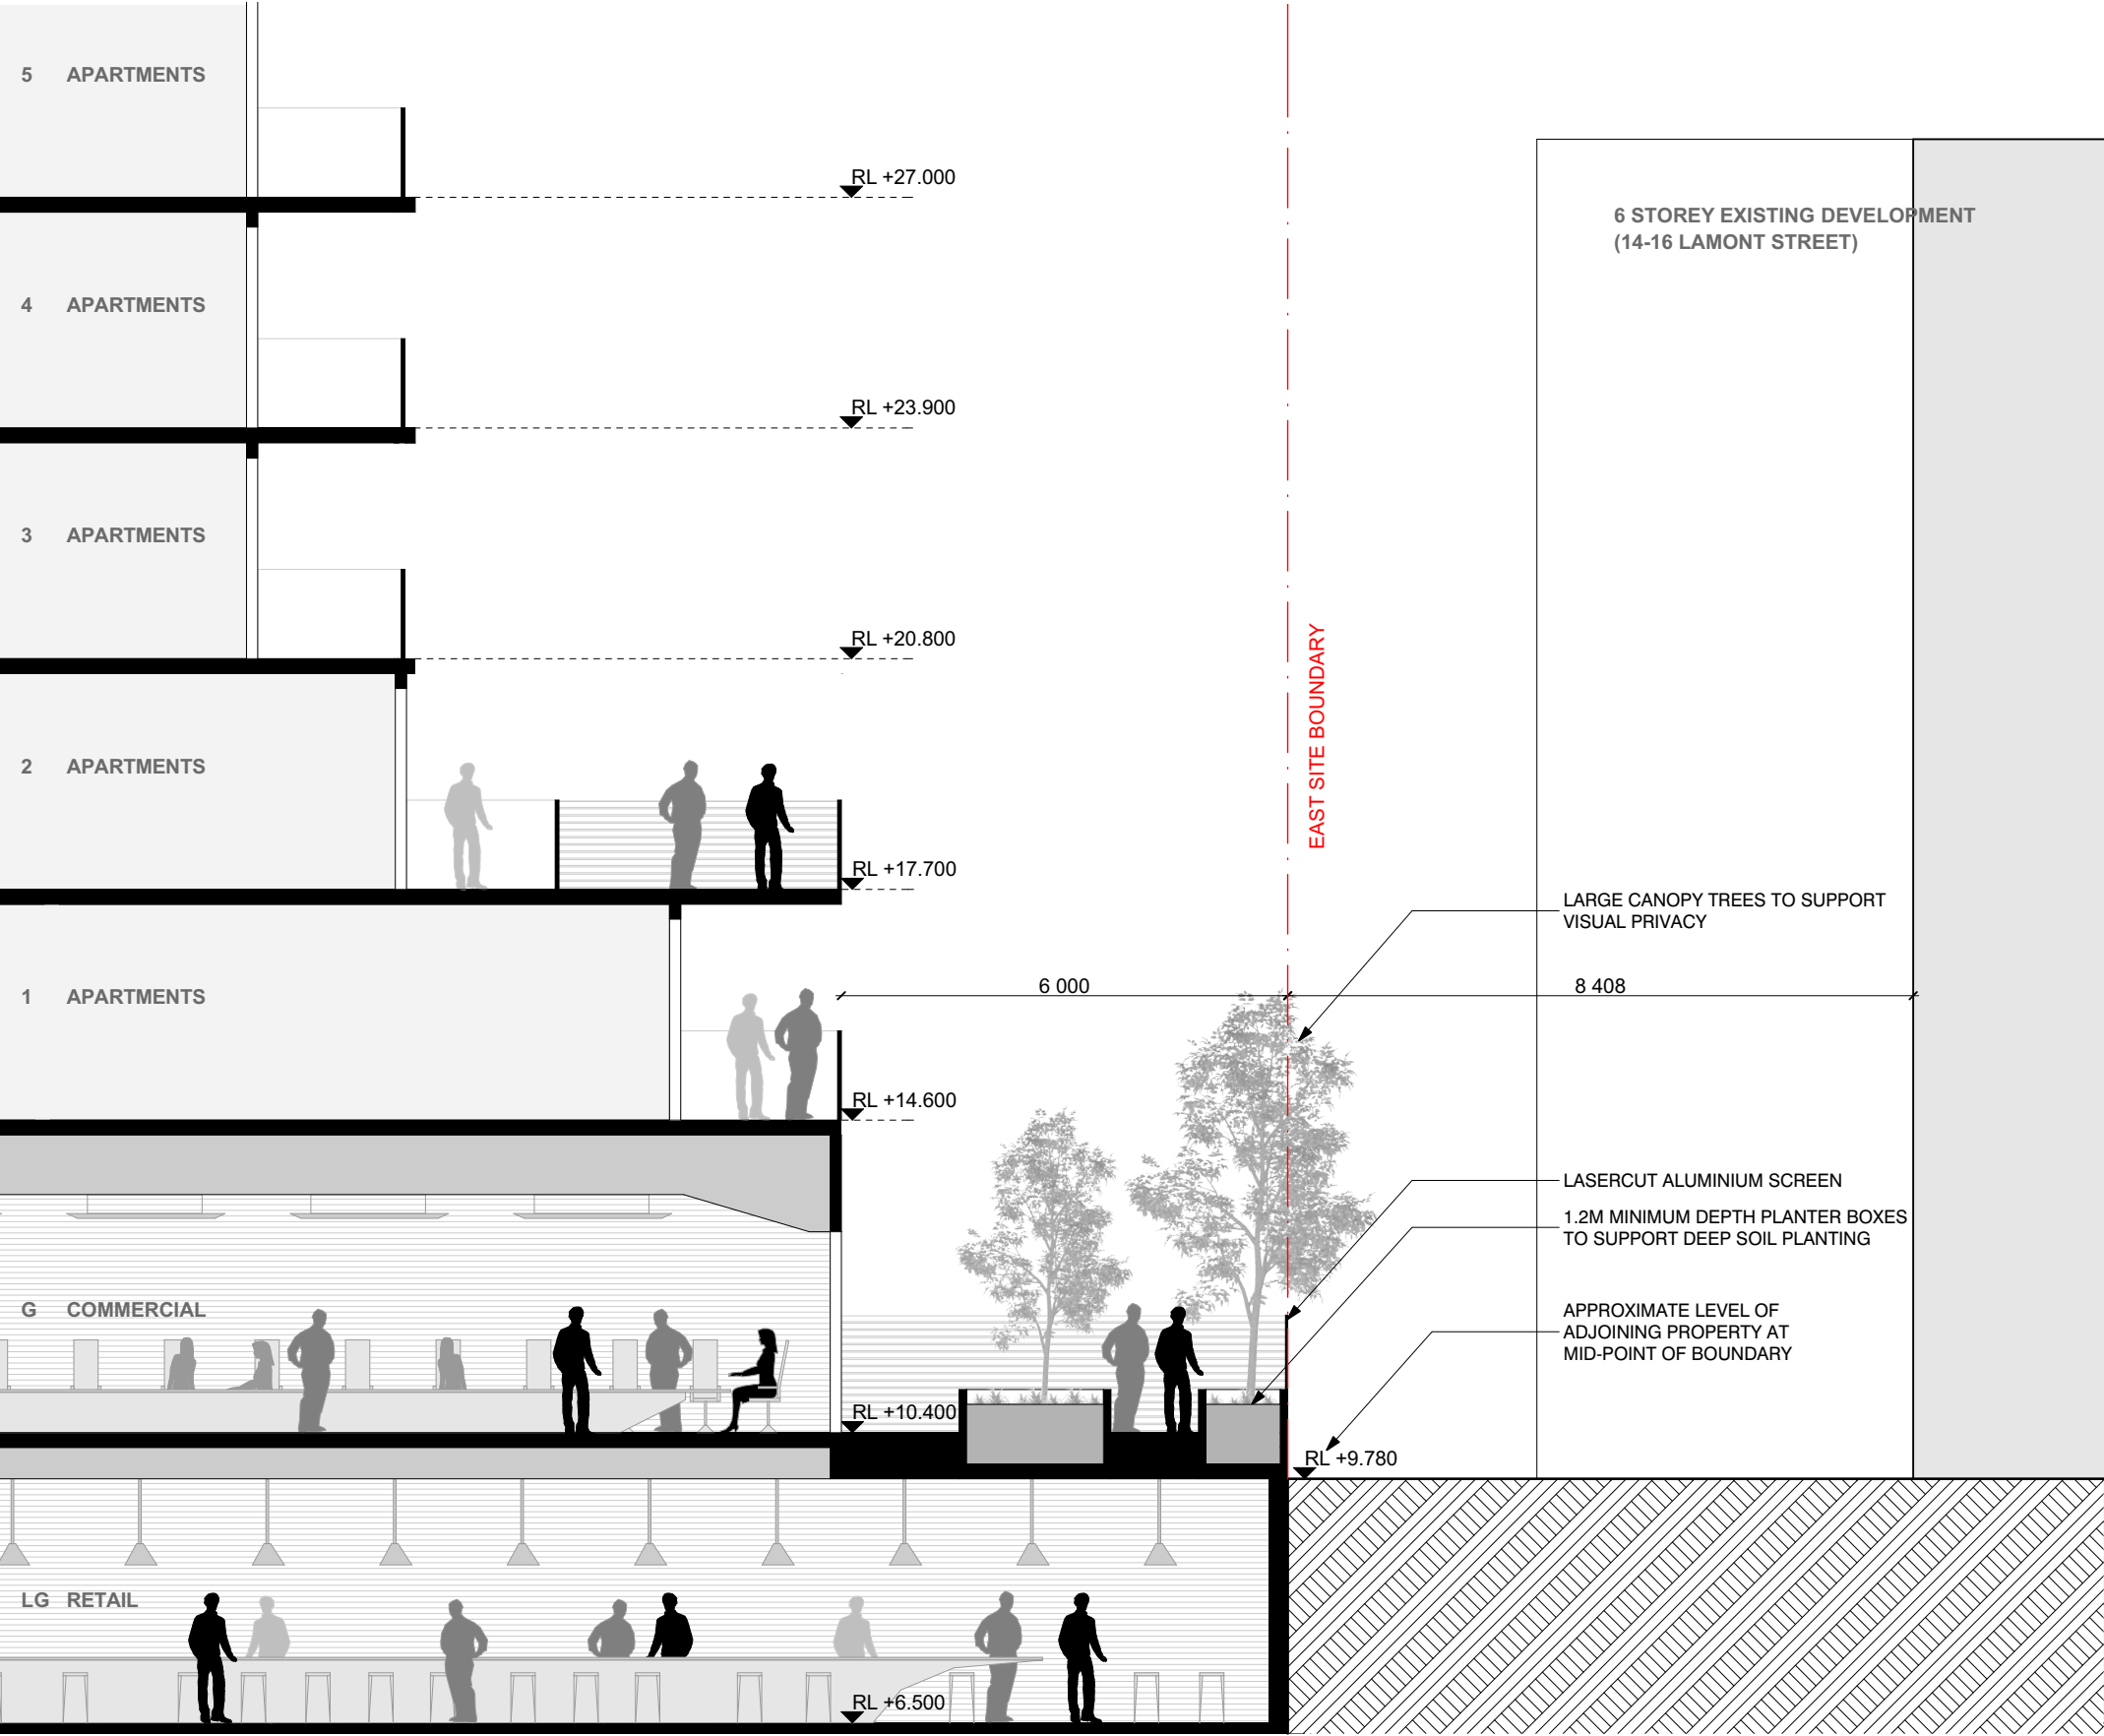 5 APARTMENTS
RL +27.000
6 STOREY EXISTING DEVELOPMENT
(14-16 LAMONT STREET)
4 APARTMENTS
RL +23.900
3 APARTMENTS
RL +20.800
EAST SITE BOUNDARY
2 APARTMENTS
RL +17.700
LARGE CANOPY TREES TO SUPPORT
VISUAL PRIVACY
1 APARTMENTS
6 000
8 408
RL +14.600
LASERCUT ALUMINIUM SCREEN
1.2M MINIMUM DEPTH PLANTER BOXES
TO SUPPORT DEEP SOIL PLANTING
G COMMERCIAL
APPROXIMATE LEVEL OF
ADJOINING PROPERTY AT
MID-POINT OF BOUNDARY
RL +10.400
RL +9.780
LG RETAIL
RL +6.500